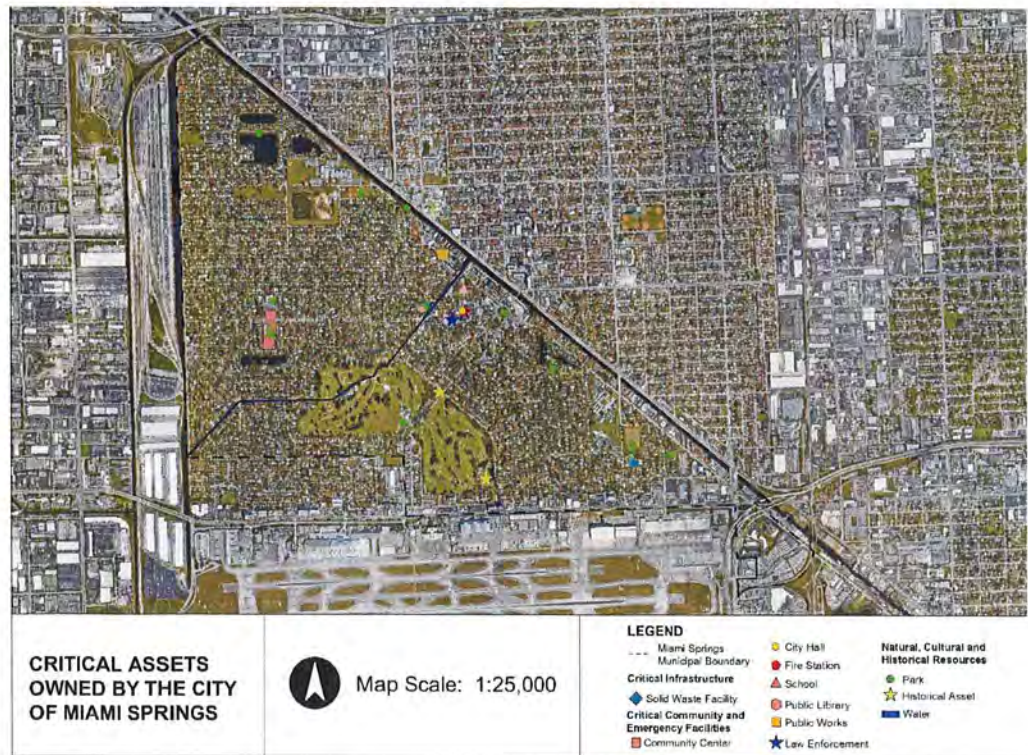 CRITICAL ASSETS
OWNED BY THE CITY
OF MIAMI SPRINGS
Map Scale: 1:25,000
LEGEND
Miami Springs
Municipal Boundary
Critical Infrastructure
Solid Waste Facility
Critical Community and
Emergency Facilities
Community Center
City Hall
Fire Station
School
Public Library
Public Works
Law Enforcement
Natural, Cultural and
Historical Resources
Park
Historical Asset
Water